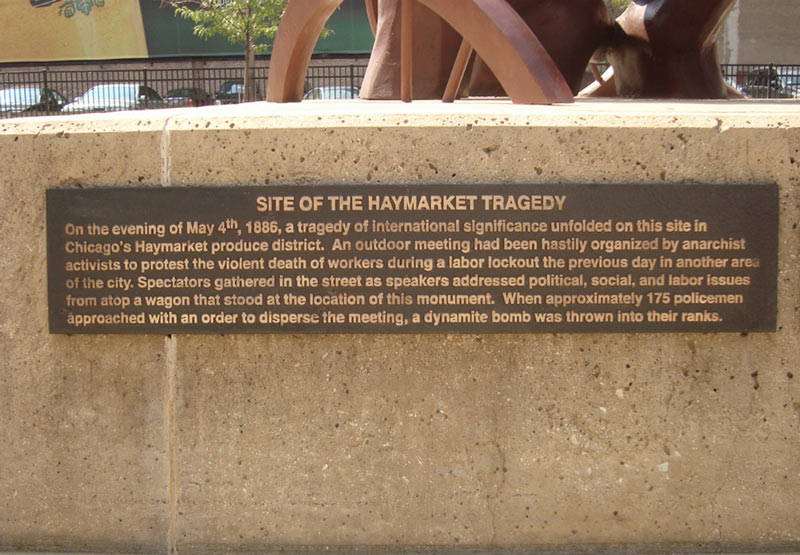 SITE OF THE HAYMARKET TRAGEDY
On the evening of May 4th, 1886, a tragedy of international significance unfolded on this site in
Chicago's Haymarket produce district. An outdoor meeting had been hastily organized by anarchist
activists to protest the violent death of workers during a labor lockout the previous day in another area
of the city. Spectators gathered in the street as speakers addressed political, social, and labor issues
from atop a wagon that stood at the location of this monument. When approximately 175 policemen
approached with an order to disperse the meeting, a dynamite bomb was thrown into their ranks.